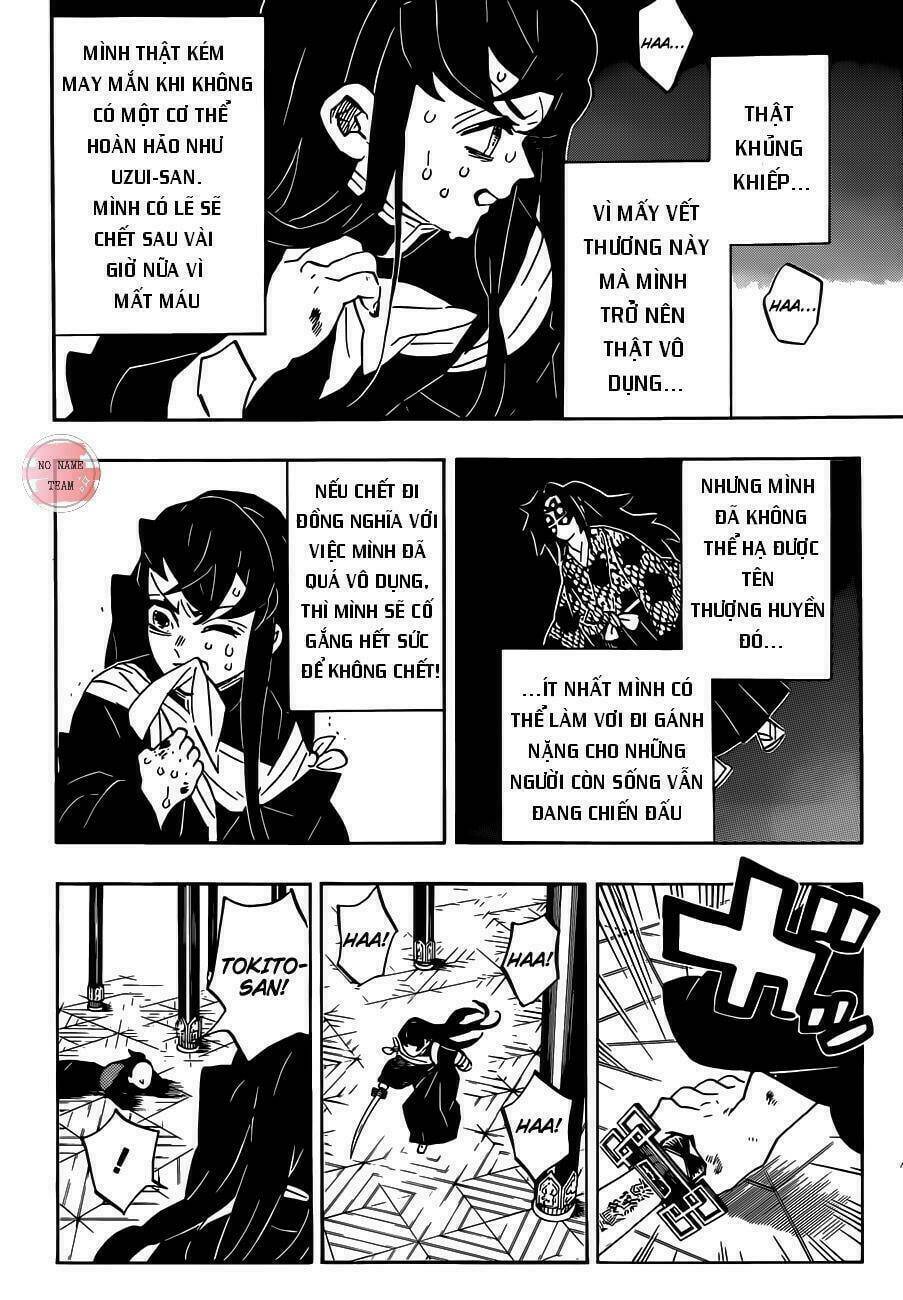 HAA...
THẬT
KHỦNG
KHIẾP...
HAA...
VÌ MẤY VẾT
THƯƠNG NÀY
MÀ MÌNH
TRỞ NÊN
THẬT VÔ
DỤNG...
MÌNH THẬT KÉM
MAY MẮN KHI KHÔNG
CÓ MỘT CƠ THỂ
HOÀN HẢO NHƯ
UZUI-SAN.
MÌNH CÓ LẼ SẼ
CHẾT SAU VÀI
GIỜ NỮA VÌ
MẤT MÁU
NHƯNG MÌNH
ĐÃ KHÔNG
THỂ HẠ ĐƯỢC
TÊN
THƯỢNG HUYỀN
ĐÓ...
...ÍT NHẤT MÌNH CÓ
THỂ LÀM VƠI ĐI GÁNH
NẶNG CHO NHỮNG
NGƯỜI CÒN SỐNG VẪN
ĐANG CHIẾN ĐẤU
NẾU CHẾT ĐI
ĐỒNG NGHĨA VỚI
VIỆC MÌNH ĐÃ
QUÁ VÔ DỤNG,
THÌ MÌNH SẼ CỐ
GẮNG HẾT SỨC
ĐỂ KHÔNG CHẾT!
NO NAME
TEAM
ザッ
HAA!
HAA!
HAA!
TOKITO-
SAN!
!